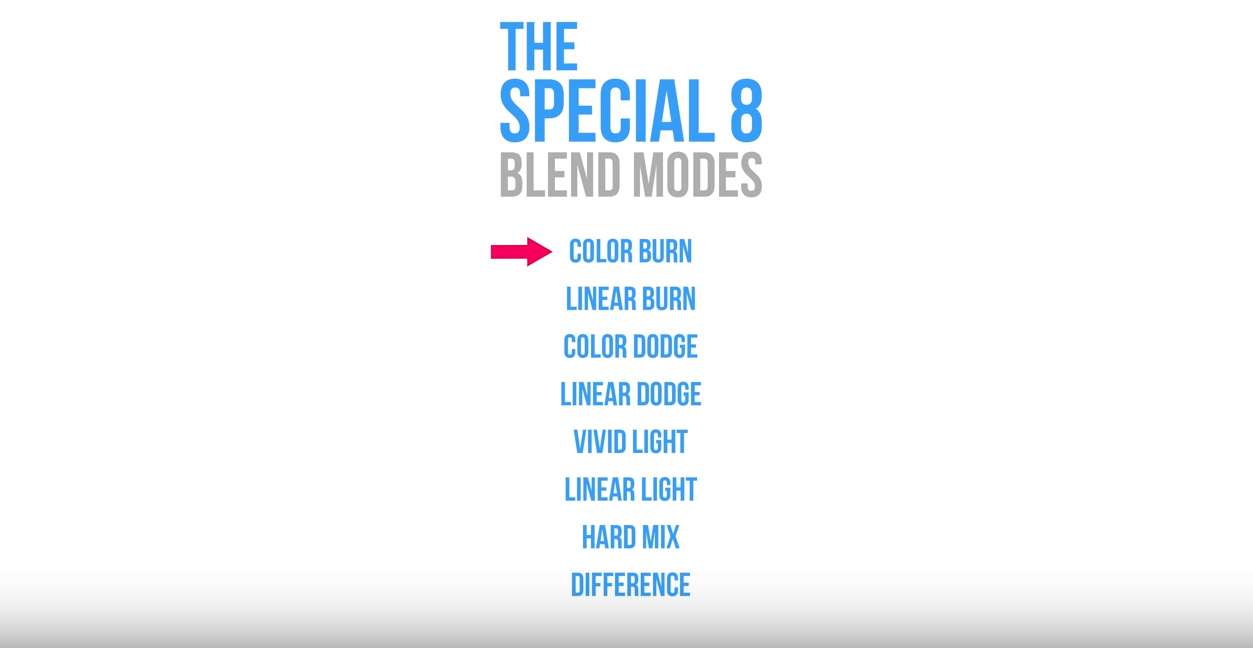 THE
SPECIAL 8
BLEND MODES
COLOR BURN
LINEAR BURN
COLOR DODGE
LINEAR DODGE
VIVID LIGHT
LINEAR LIGHT
HARD MIX
DIFFERENCE